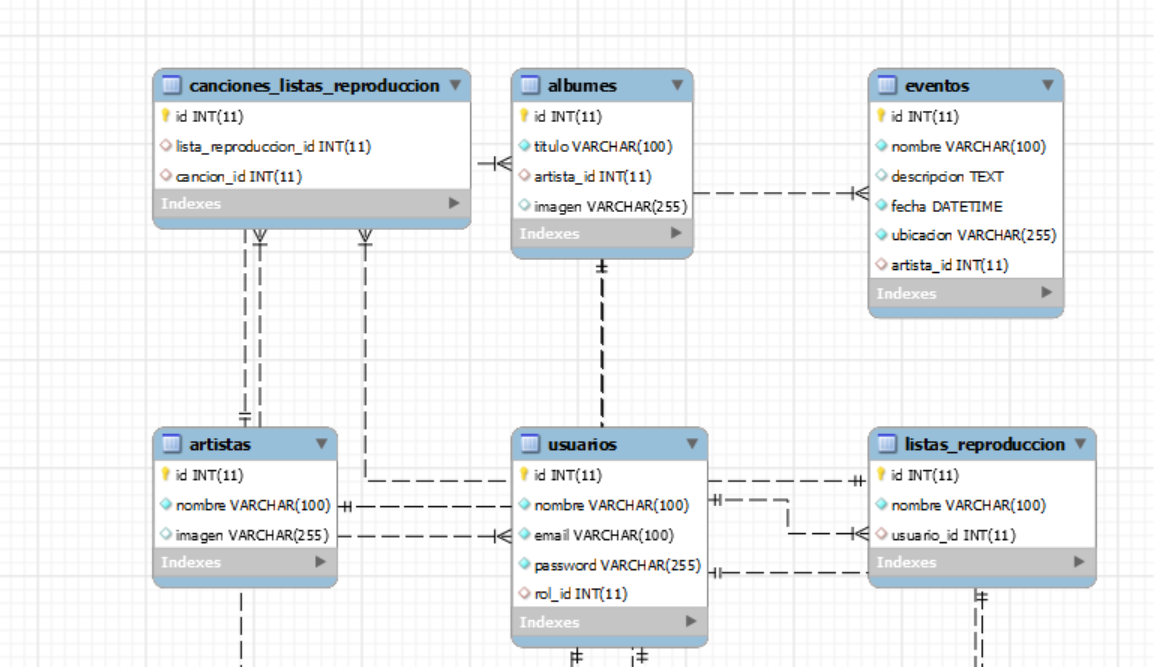 canciones_listas_reproduccion
id INT(11)
lista_reproduccion_id INT(11)
cancion_id INT(11)
Indexes
albumes
id INT(11)
titulo VARCHAR(100)
artista_id INT(11)
imagen VARCHAR(255)
Indexes
eventos
id INT(11)
nombre VARCHAR(100)
descripcion TEXT
fecha DATETIME
ubicacion VARCHAR(255)
artista_id INT(11)
Indexes
artistas
id INT(11)
nombre VARCHAR(100)
imagen VARCHAR(255)
Indexes
usuarios
id INT(11)
nombre VARCHAR(100)
email VARCHAR(100)
password VARCHAR(255)
rol_id INT(11)
Indexes
listas_reproduccion
id INT(11)
nombre VARCHAR(100)
usuario_id INT(11)
Indexes